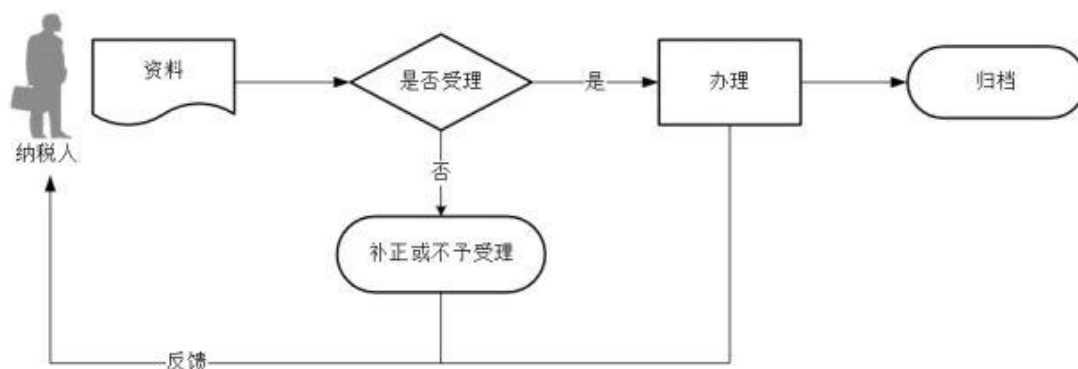 资料
是否受理
是
办理
归档
纳税人
否
补正或不予受理
反馈